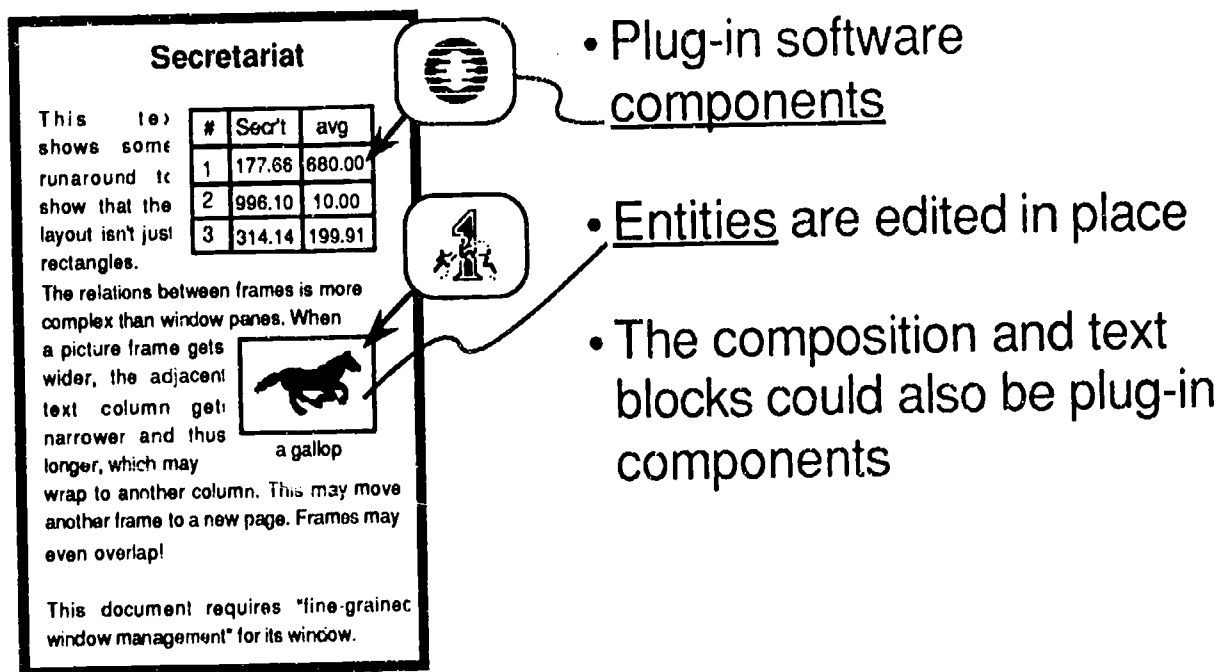 Secretariat
This
shows some
runaround
show that the
layout isn't just
rectangles.
# Secr't avg
1 177.66 680.00
2 996.10 10.00
3 314.14 199.91
The relations between frames is more
complex than window panes. When
a picture frame gets
wider, the adjacent
text column
narrower and thus
longer, which may
a gallop
wrap to another column. This may move
another frame to a new page. Frames may
even overlap!
This document requires "fine-grained
window management" for its window.
• Plug-in software
components
• Entities are edited in place
• The composition and text
blocks could also be plug-in
components